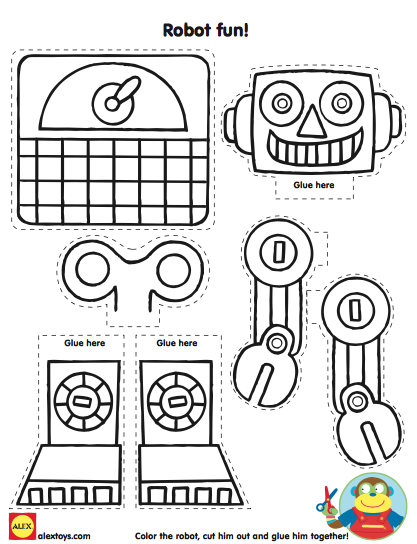 Robot fun!
Glue here
Glue here
Glue here
ALEX
alextoys.com
Color the robot, cut him out and glue him together!